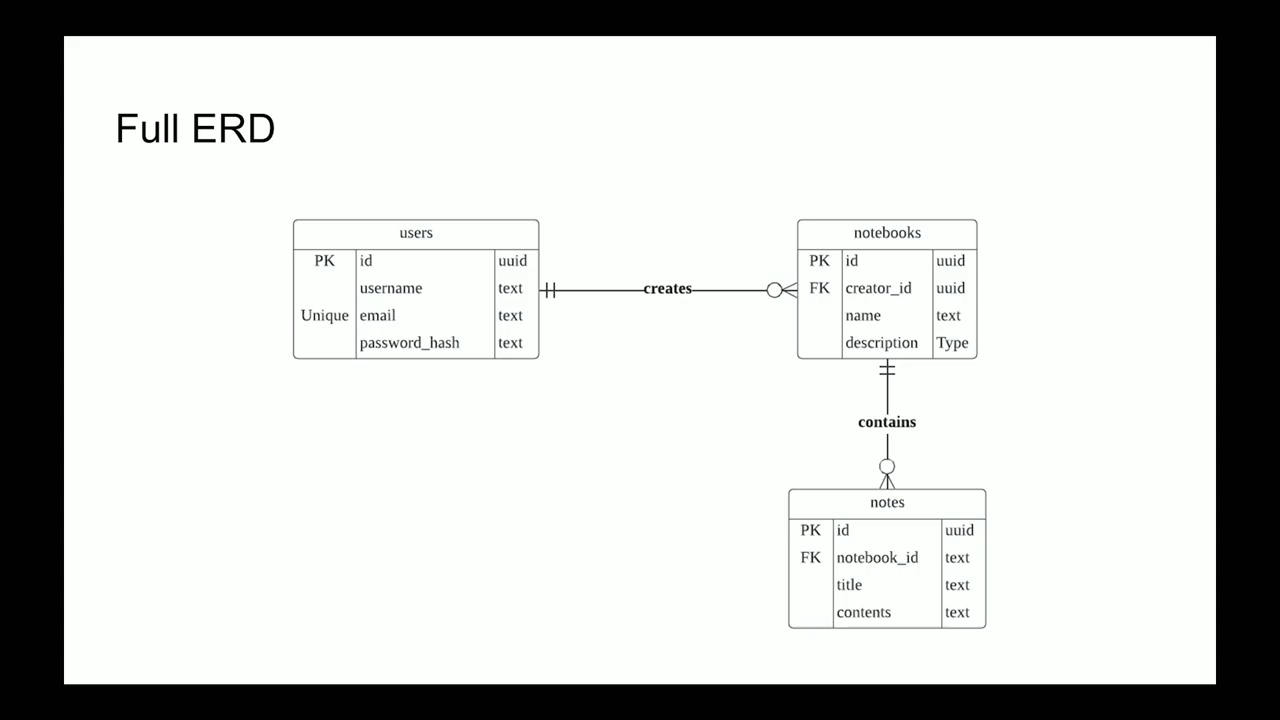 Full ERD
users
PK id uuid
username text
Unique email text
password_hash text
creates
notebooks
PK id uuid
FK creator_id uuid
name text
description Type
contains
notes
PK id uuid
FK notebook_id text
title text
contents text